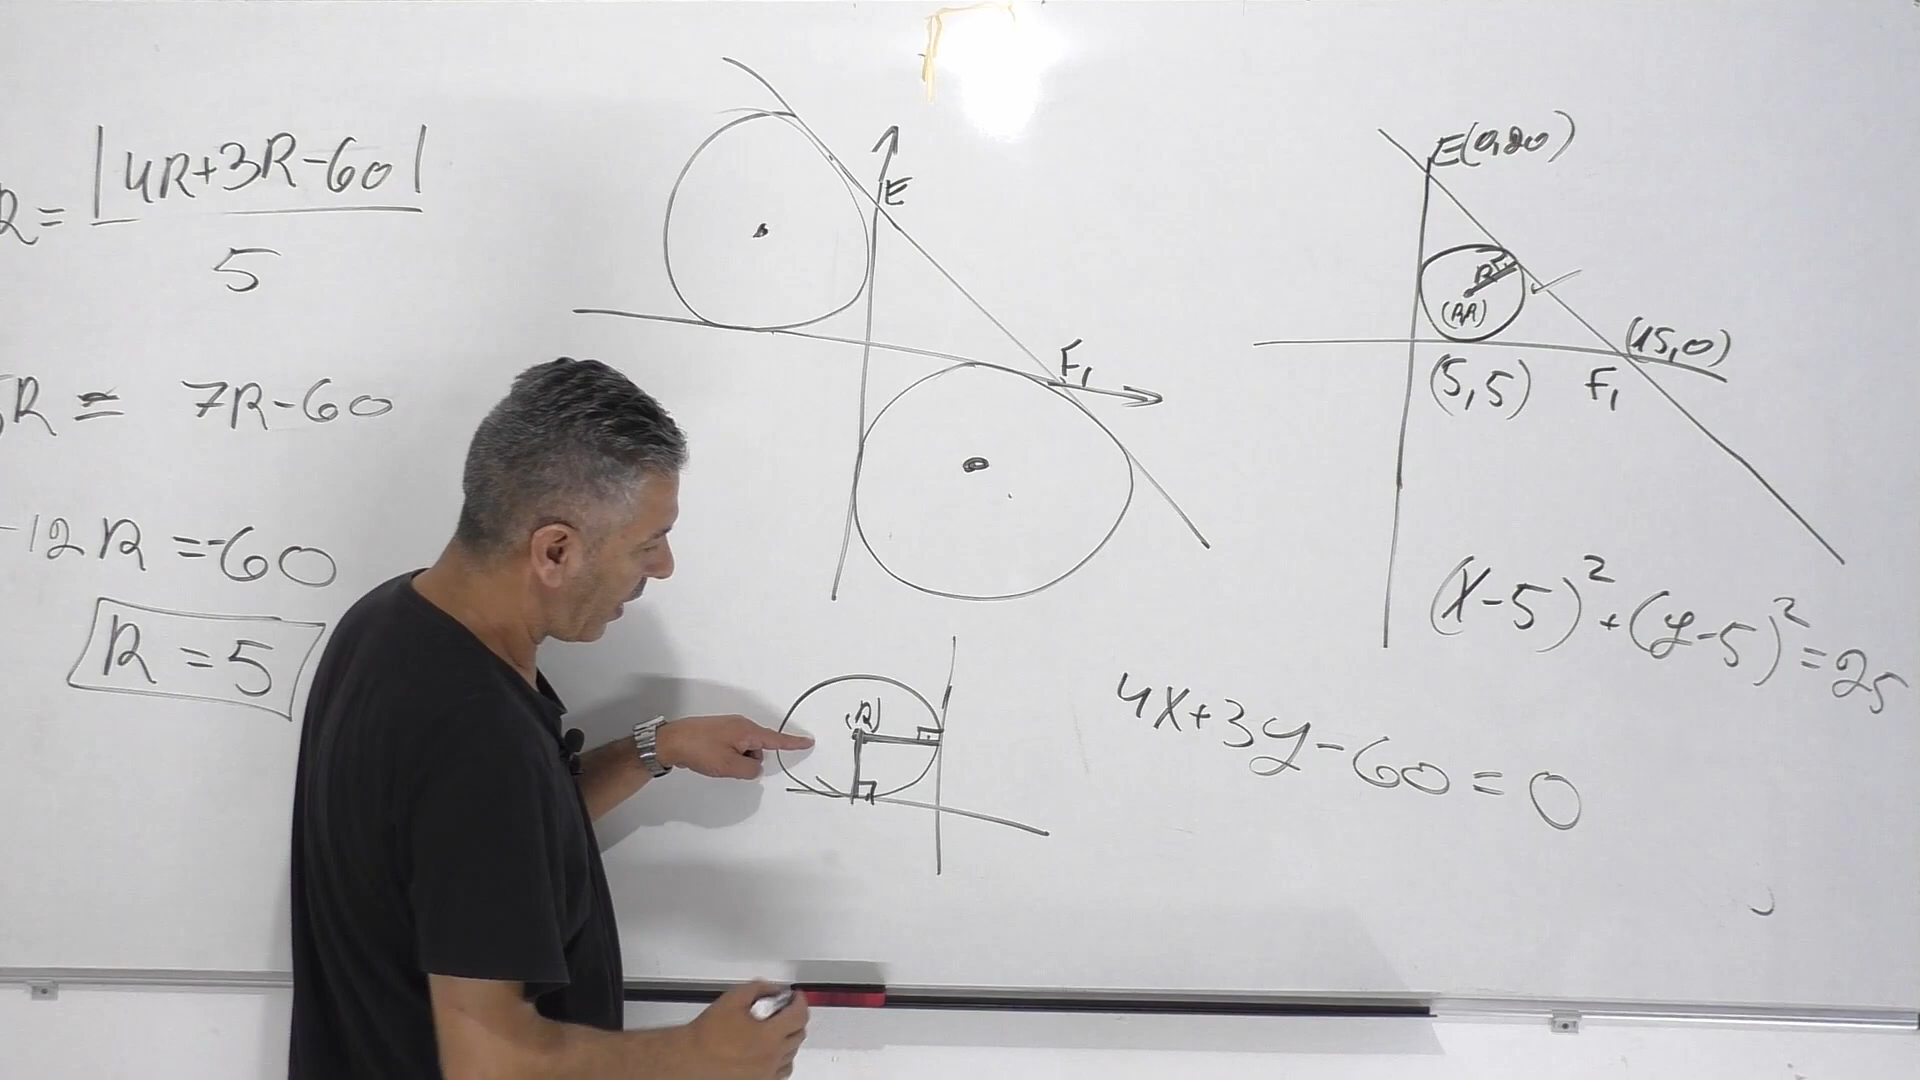 R = |4R+3R-60|
5
5R = 7R-60
-12R = -60
R = 5
E
F₁
(R)
E(0,20)
R
(R,R)
(15,0)
(5,5)
F₁
(x-5)² + (y-5)² = 25
4x+3y-60=0